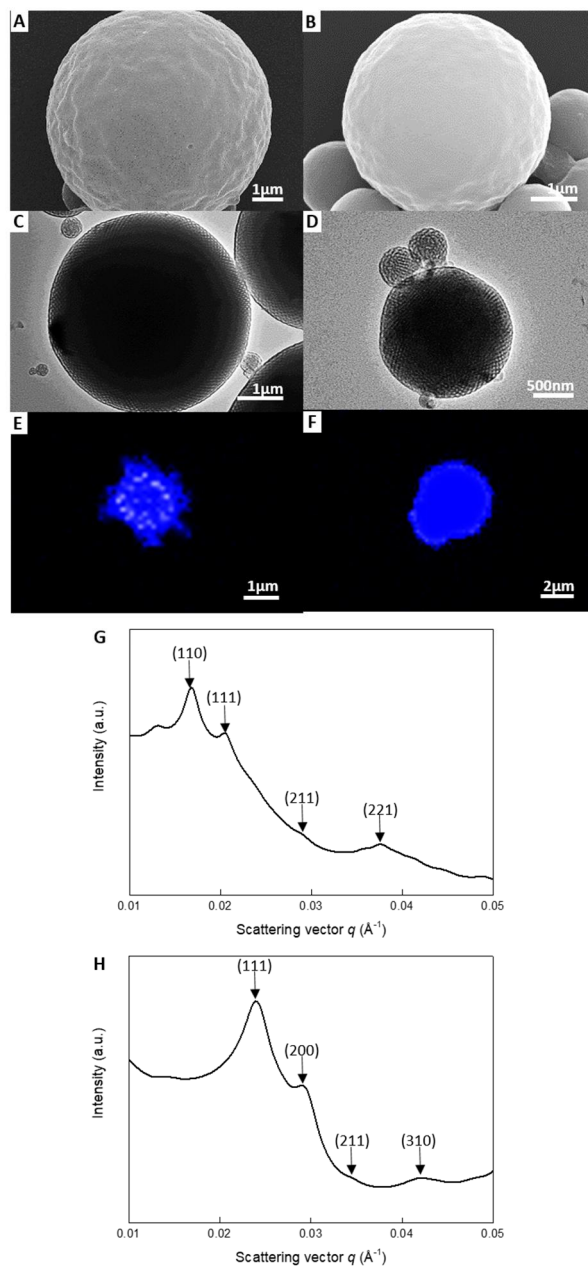 A
1μm
B
1μm
C
1μm
D
500nm
E
1μm
F
2μm
G
(110)
(111)
(211)
(221)
Intensity (a.u.)
0.01 0.02 0.03 0.04 0.05
Scattering vector q (Å⁻¹)
H
(111)
(200)
(211)
(310)
Intensity (a.u.)
0.01 0.02 0.03 0.04 0.05
Scattering vector q (Å⁻¹)